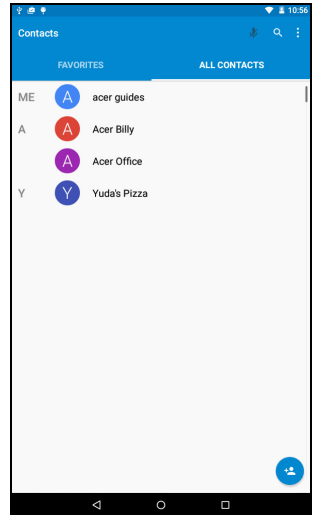 10:56
Contacts
FAVORITES ALL CONTACTS
ME A acer guides
A A Acer Billy
A Acer Office
Y Y Yuda's Pizza